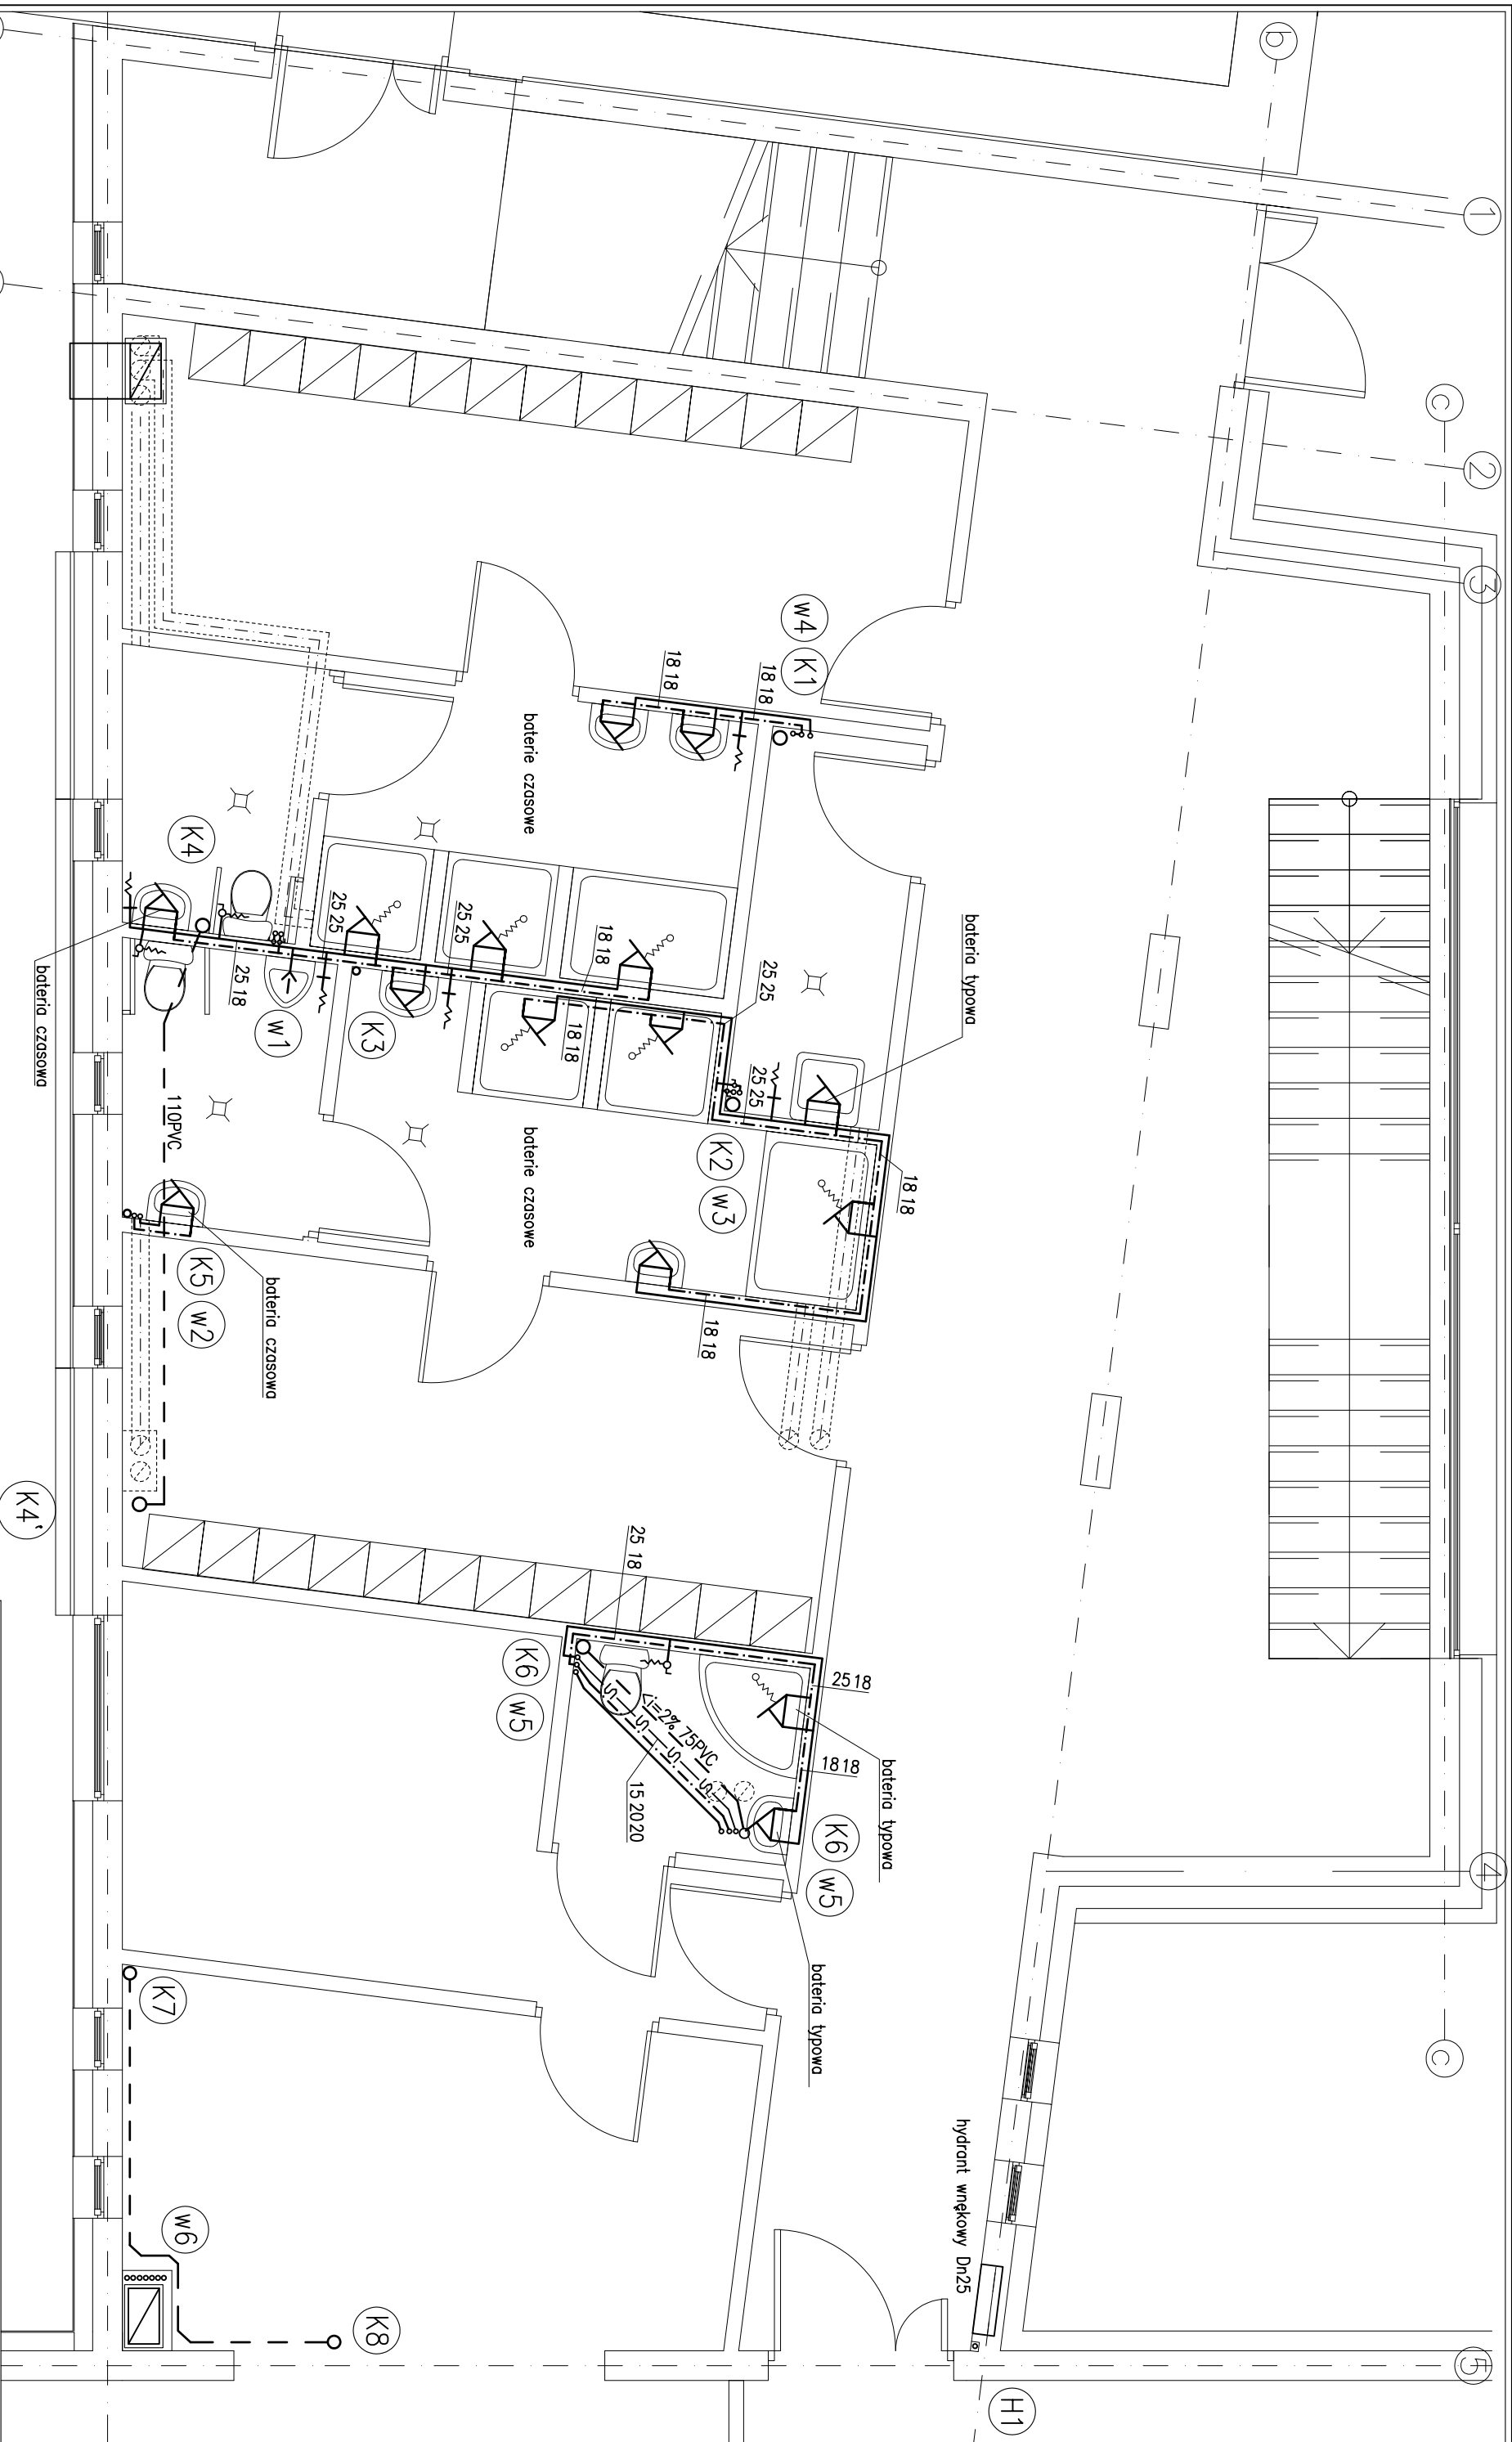 b
1
c
2
3
w4
K1
18 18
18 18
baterie czasowe
K4
25 25
25 25
18 18
25 25
bateria typowa
bateria czasowa
25 18
w1
K3
18 18
25 25
K2
w3
18 18
110PVC
baterie czasowe
K5
w2
bateria czasowa
18 18
K4'
25 18
K6
w5
<i=2% 75PVC
S
S
S
S
25 18
18 18
bateria typowa
15 20 20
K6
w5
bateria typowa
4
c
K7
w6
hydrant wnękowy Dn25
K8
5
H1